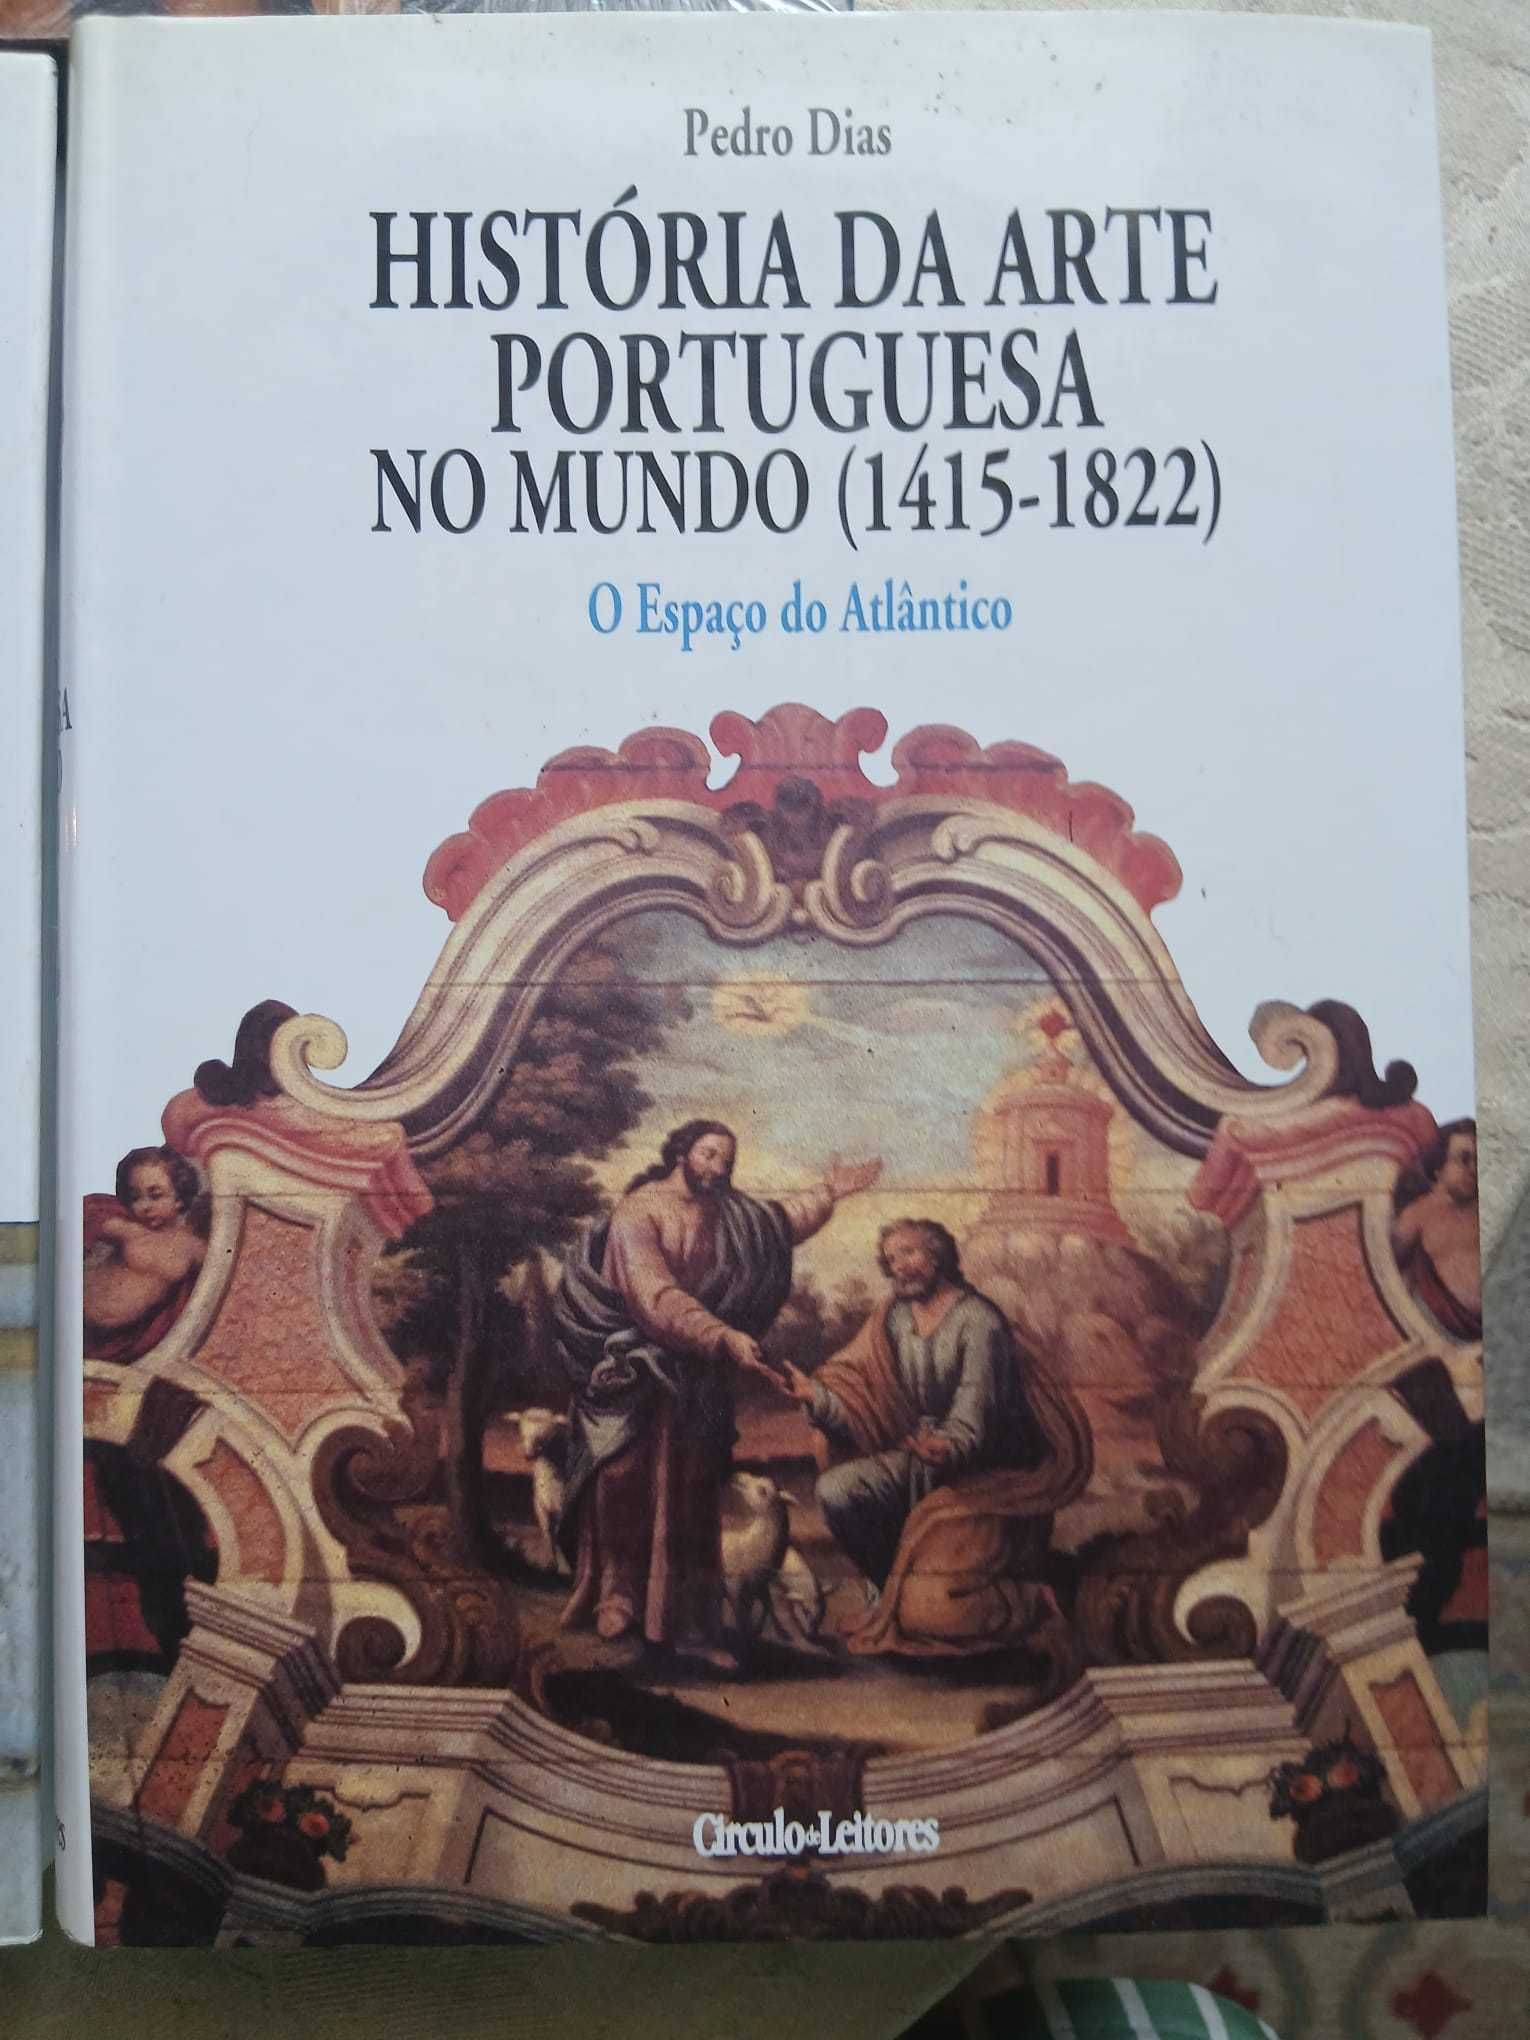 Pedro Dias
HISTÓRIA DA ARTE
PORTUGUESA
NO MUNDO (1415-1822)
O Espaço do Atlântico
Círculo de Leitores